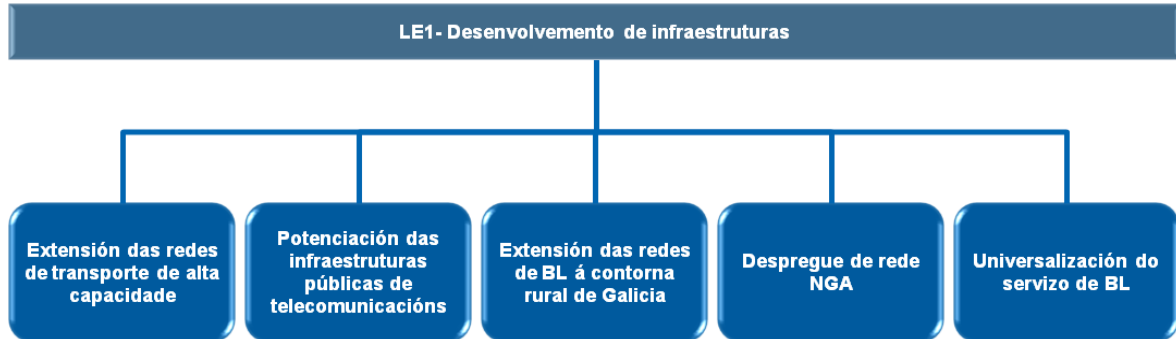 LE1- Desenvolvemento de infraestruturas
Extensión das redes
de transporte de alta
capacidade
Potenciación das
infraestruturas
públicas de
telecomunicacións
Extensión das redes
de BL á contorna
rural de Galicia
Despregue de rede
NGA
Universalización do
servizo de BL